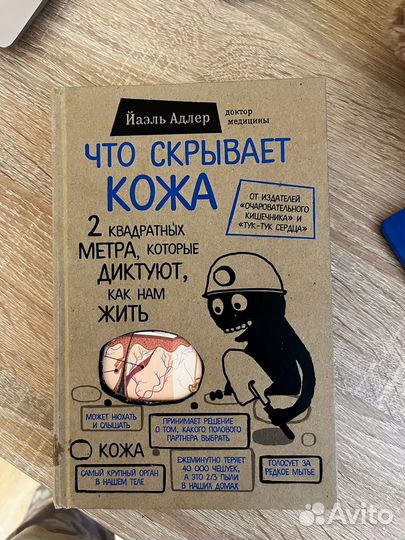 Йаэль Адлер
доктор
медицины
ЧТО СКРЫВАЕТ
КОЖА
ОТ ИЗДАТЕЛЕЙ
«ОЧАРОВАТЕЛЬНОГО
КИШЕЧНИКА» И
«ТУК-ТУК СЕРДЦА»
2 КВАДРАТНЫХ
МЕТРА, КОТОРЫЕ
ДИКТУЮТ,
КАК НАМ
ЖИТЬ
МОЖЕТ НЮХАТЬ
И СЛЫШАТЬ
ПРИНИМАЕТ РЕШЕНИЕ
О ТОМ, КАКОГО ПОЛОВОГО
ПАРТНЕРА ВЫБРАТЬ
КОЖА
САМЫЙ КРУПНЫЙ ОРГАН
В НАШЕМ ТЕЛЕ
ЕЖЕМИНУТНО ТЕРЯЕТ
40 000 ЧЕШУЕК,
А ЭТО 2/3 ПЫЛИ
В НАШИХ ДОМАХ
ГОЛОСУЕТ ЗА
РЕДКОЕ МЫТЬЕ
Avito